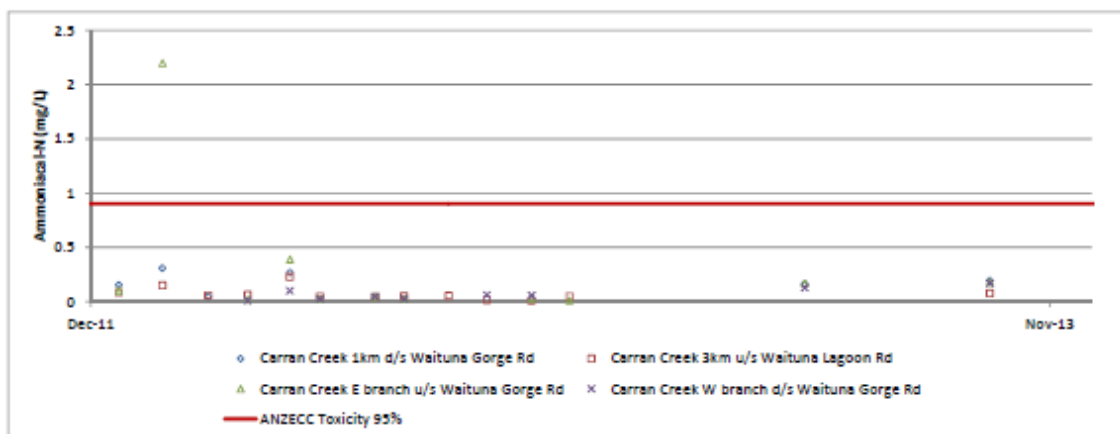 2.5
2
1.5
1
0.5
0
Ammoniacal-N (mg/L)
Dec-11
Nov-13
Carran Creek 1km d/s Waituna Gorge Rd
Carran Creek 3km u/s Waituna Lagoon Rd
Carran Creek E branch u/s Waituna Gorge Rd
Carran Creek W branch d/s Waituna Gorge Rd
ANZECC Toxicity 95%